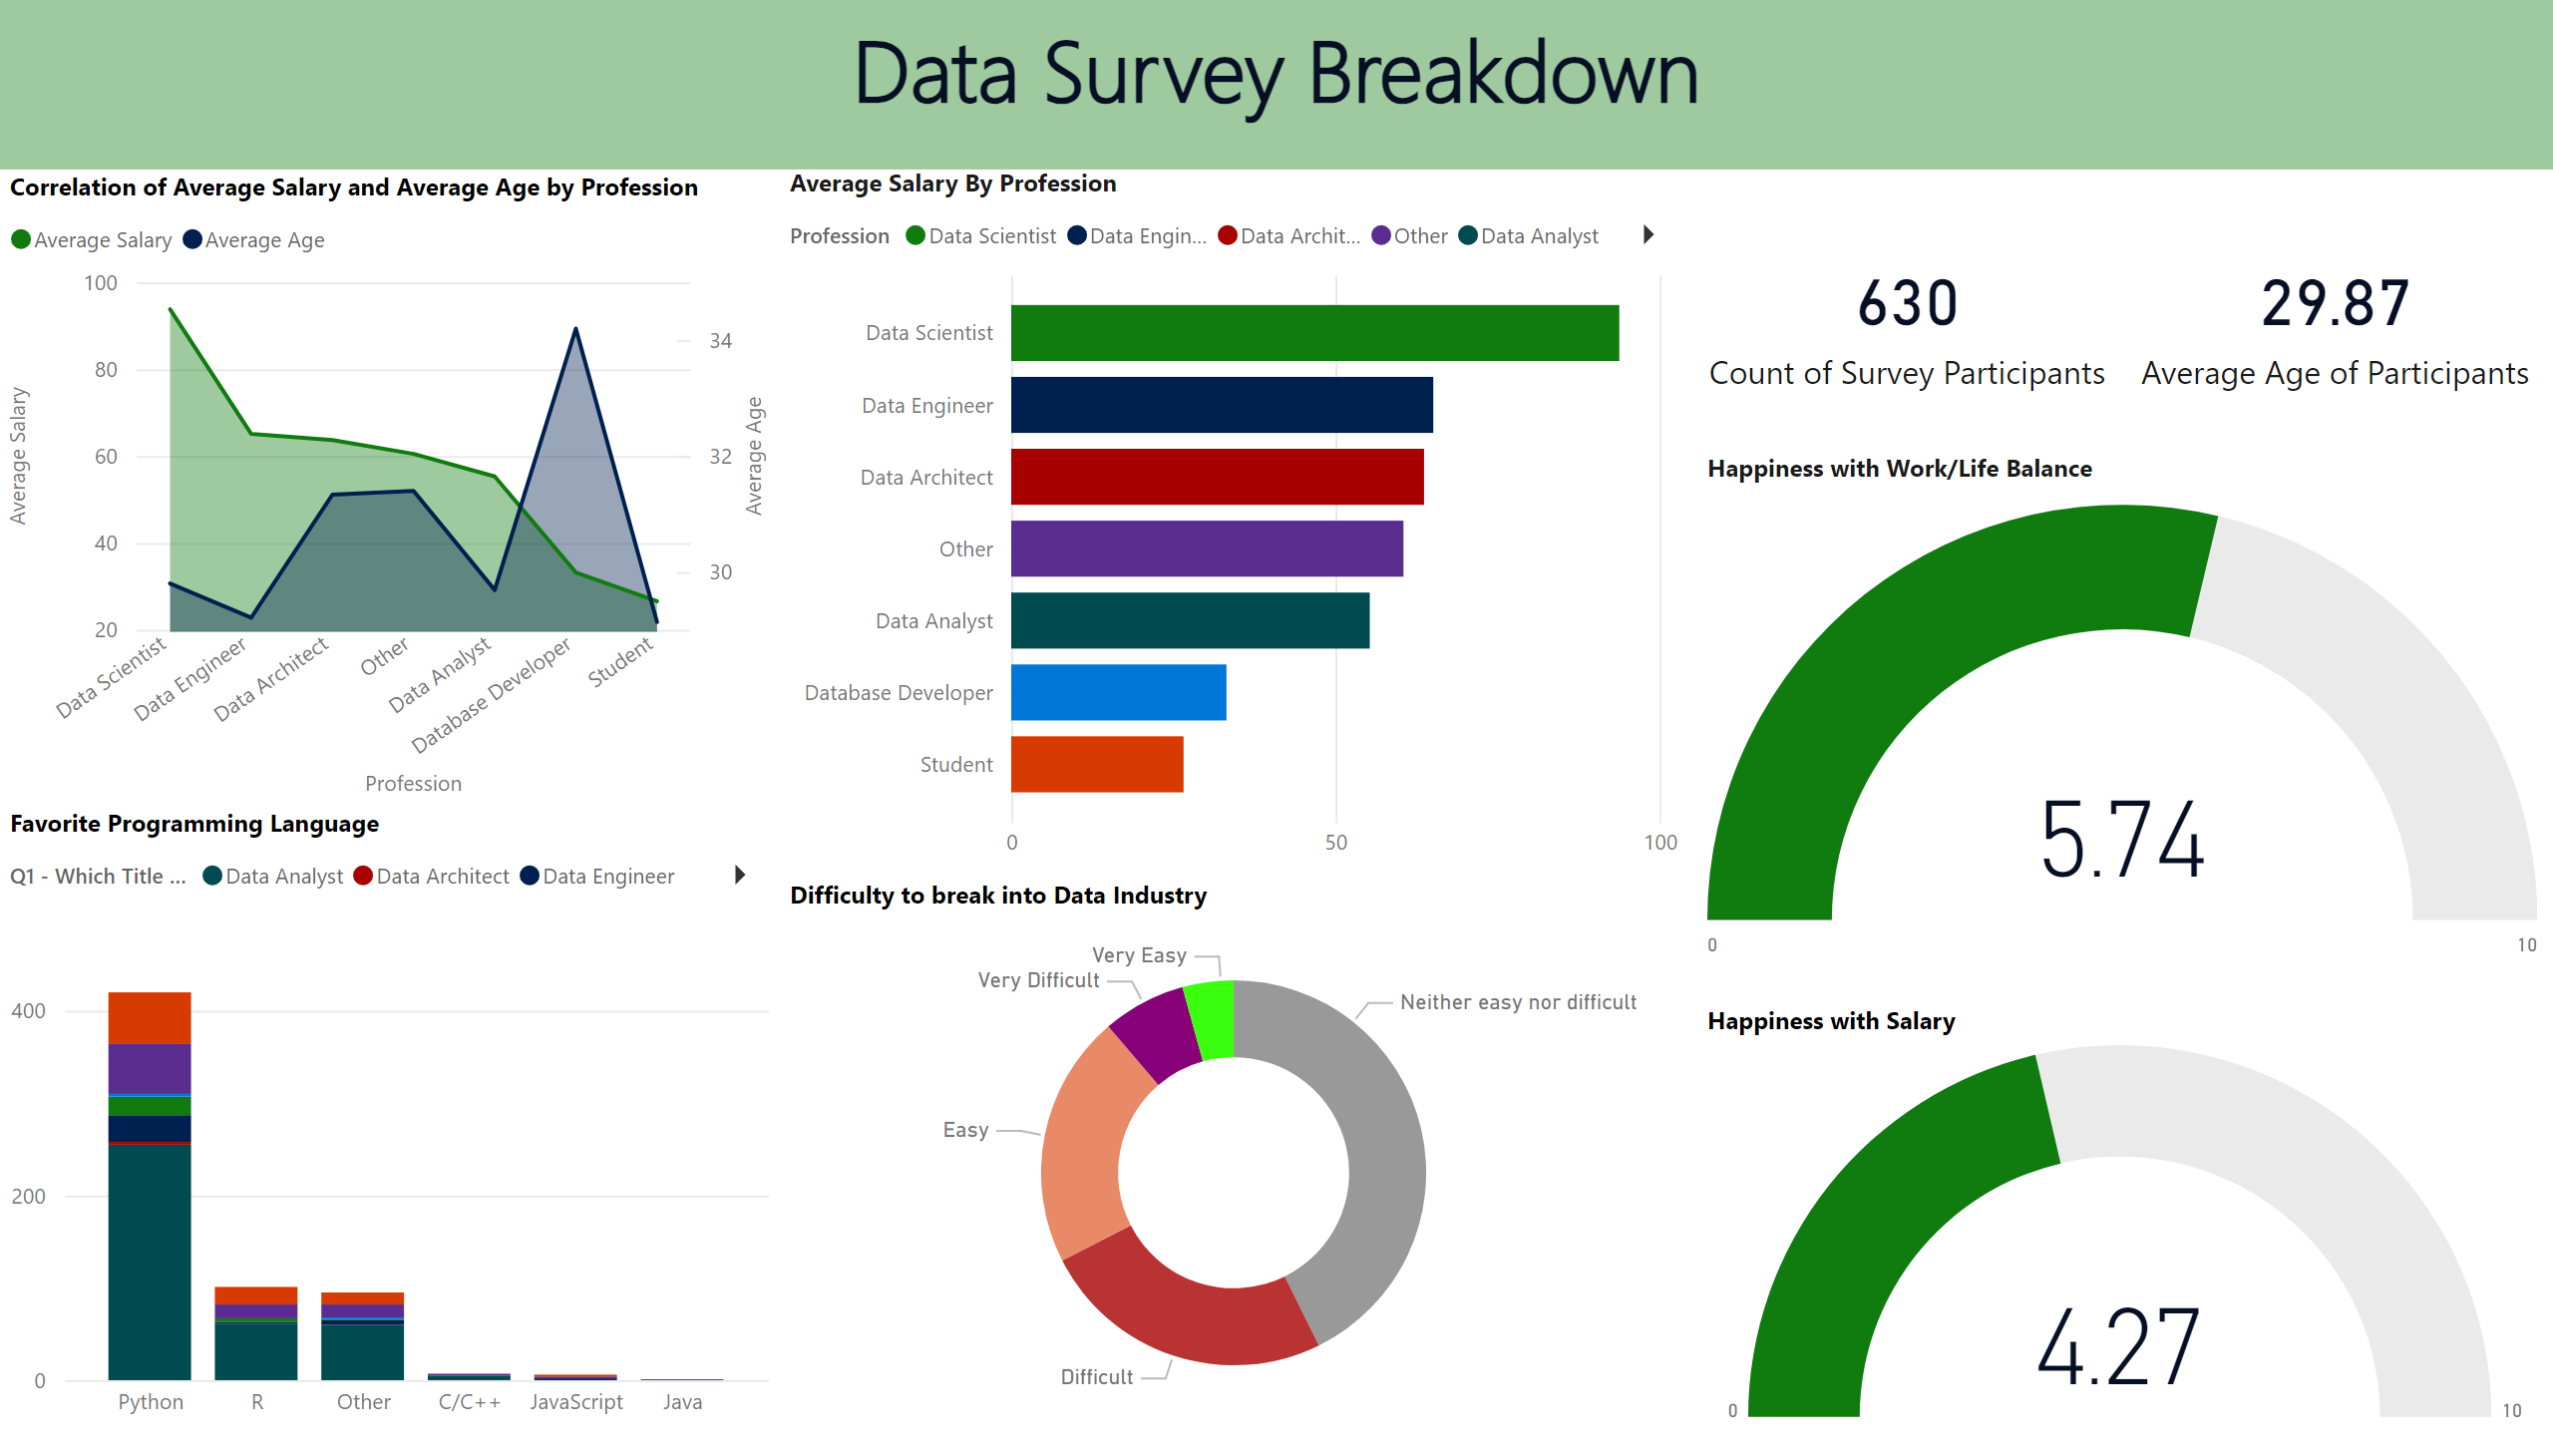 Data Survey Breakdown
Correlation of Average Salary and Average Age by Profession
Average Salary Average Age
100
80
60
40
20
Average Salary
34
32
30
Average Age
Data Scientist
Data Engineer
Data Architect
Other
Data Analyst
Database Developer
Student
Profession
Average Salary By Profession
Profession Data Scientist Data Engin... Data Archit... Other Data Analyst
Data Scientist
Data Engineer
Data Architect
Other
Data Analyst
Database Developer
Student
0 50 100
630
Count of Survey Participants
29.87
Average Age of Participants
Happiness with Work/Life Balance
5.74
0 10
Favorite Programming Language
Q1 - Which Title ... Data Analyst Data Architect Data Engineer
400
200
0
Python R Other C/C++ JavaScript Java
Difficulty to break into Data Industry
Very Easy
Very Difficult
Neither easy nor difficult
Easy
Difficult
Happiness with Salary
4.27
0 10